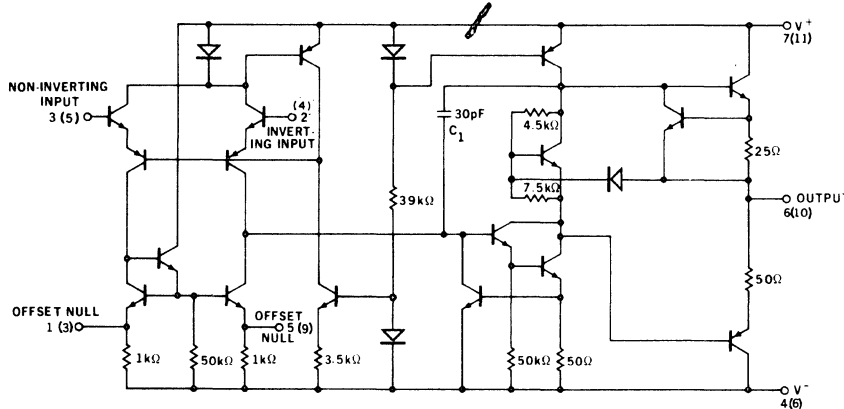 V+
7(11)
NON-INVERTING
INPUT
3 (5)
(4)
2
INVERT-
ING INPUT
30pF
C1
4.5kΩ
7.5kΩ
25Ω
39kΩ
OUTPUT
6(10)
50Ω
OFFSET NULL
1 (3)
OFFSET
5 (9)
NULL
1kΩ
50kΩ
1kΩ
3.5kΩ
50kΩ
50Ω
V-
4(6)